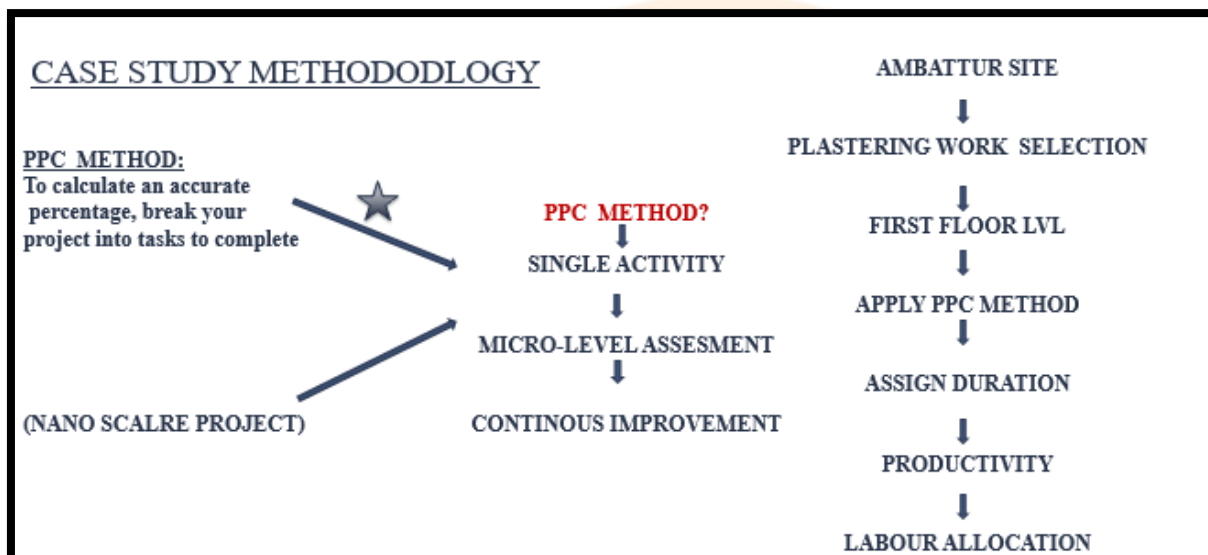 CASE STUDY METHODODLOGY
PPC METHOD:
To calculate an accurate
percentage, break your
project into tasks to complete
(NANO SCALRE PROJECT)
PPC METHOD?
SINGLE ACTIVITY
MICRO-LEVEL ASSESMENT
CONTINOUS IMPROVEMENT
AMBATTUR SITE
PLASTERING WORK SELECTION
FIRST FLOOR LVL
APPLY PPC METHOD
ASSIGN DURATION
PRODUCTIVITY
LABOUR ALLOCATION